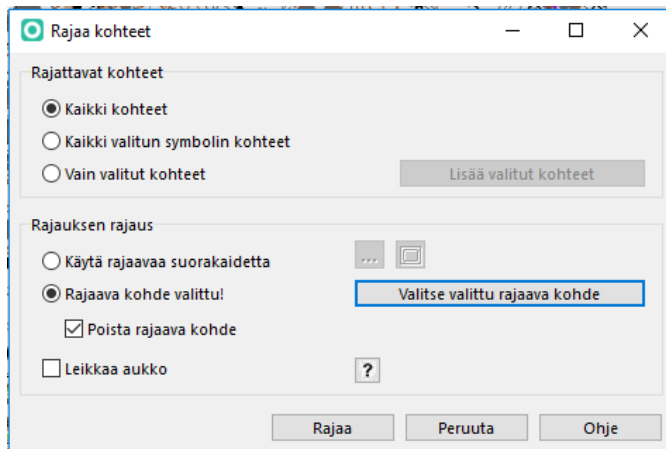 Rajaa kohteet
Rajattavat kohteet
Kaikki kohteet
Kaikki valitun symbolin kohteet
Vain valitut kohteet
Lisää valitut kohteet
Rajauksen rajaus
Käytä rajaavaa suorakaidetta
...
Rajaava kohde valittu!
Valitse valittu rajaava kohde
Poista rajaava kohde
Leikkaa aukko
?
Rajaa
Peruuta
Ohje